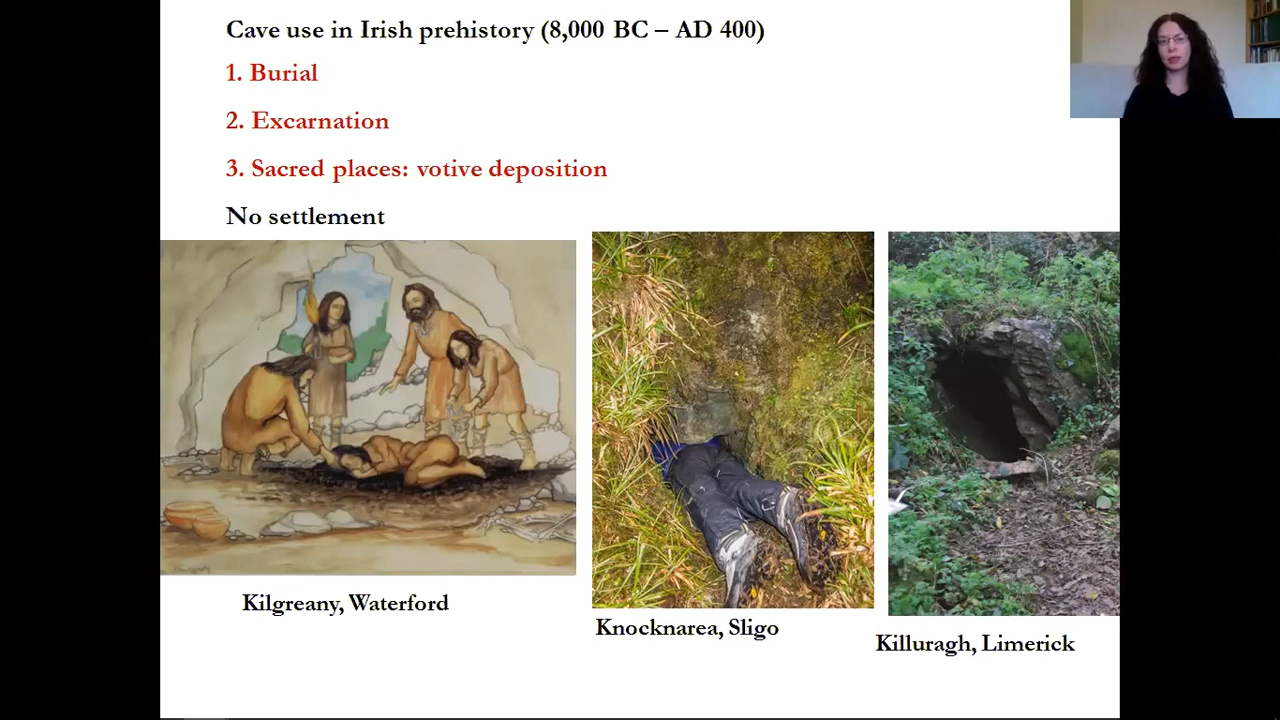 Cave use in Irish prehistory (8,000 BC – AD 400)
1. Burial
2. Excarnation
3. Sacred places: votive deposition
No settlement
Kilgreany, Waterford
Knocknarea, Sligo
Killuragh, Limerick